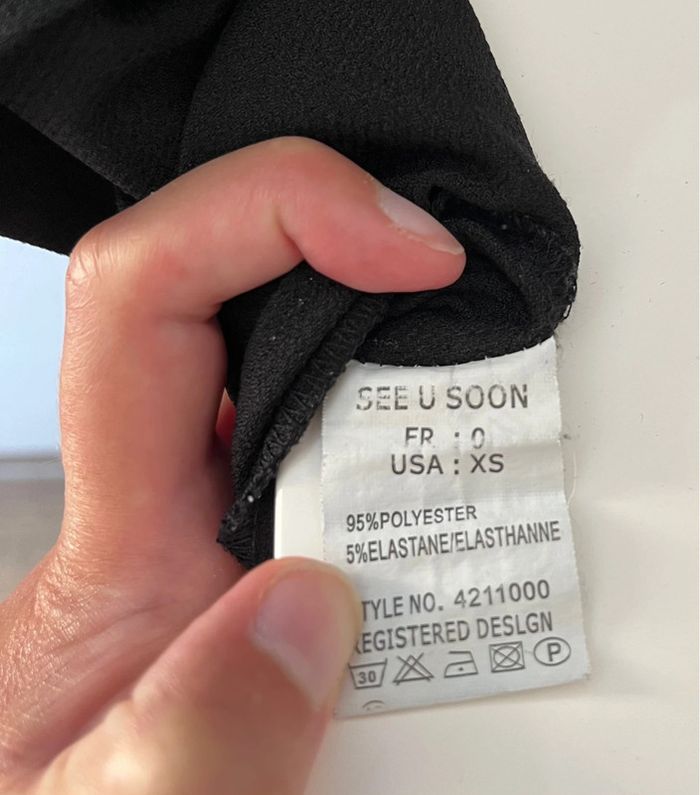 SEE U SOON
FR : 0
USA : XS
95%POLYESTER
5%ELASTANE/ELASTHANNE
TYLE NO. 4211000
REGISTERED DESLGN
30 P